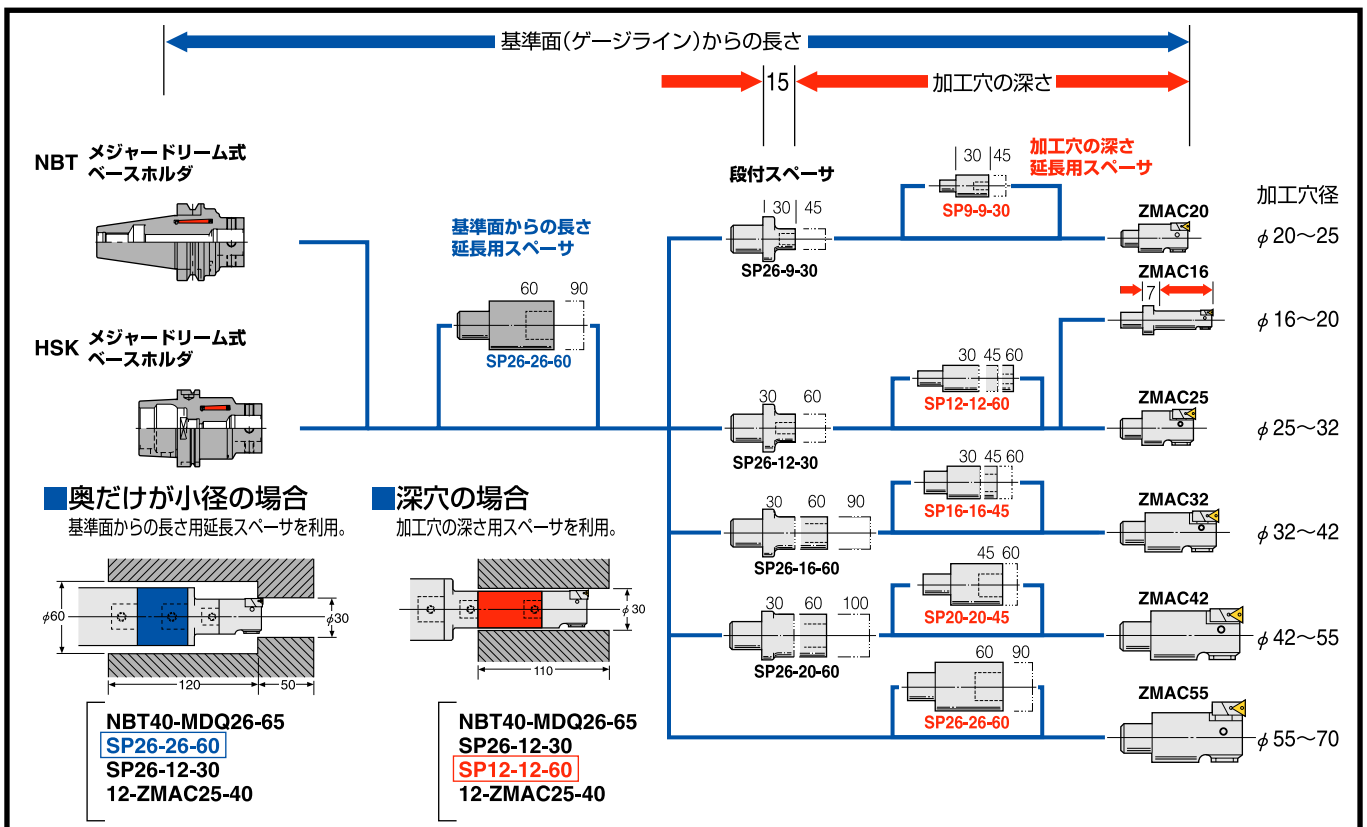 基準面(ゲージライン)からの長さ
15
加工穴の深さ
NBT メジャードリーム式
ベースホルダ
HSK メジャードリーム式
ベースホルダ
基準面からの長さ
延長用スペーサ
60 90
SP26-26-60
段付スペーサ
30 45
SP26-9-30
30 45
SP9-9-30
加工穴の深さ
延長用スペーサ
加工穴径
ZMAC20
φ20〜25
ZMAC16
7
φ16〜20
30 60
SP26-12-30
30 45 60
SP12-12-60
ZMAC25
φ25〜32
30 60 90
SP26-16-60
30 45 60
SP16-16-45
ZMAC32
φ32〜42
30 60 100
SP26-20-60
45 60
SP20-20-45
ZMAC42
φ42〜55
60 90
SP26-26-60
ZMAC55
φ55〜70
■奥だけが小径の場合
基準面からの長さ用延長スペーサを利用。
φ60
φ30
120
50
NBT40-MDQ26-65
SP26-26-60
SP26-12-30
12-ZMAC25-40
■深穴の場合
加工穴の深さ用スペーサを利用。
φ30
110
NBT40-MDQ26-65
SP26-12-30
SP12-12-60
12-ZMAC25-40